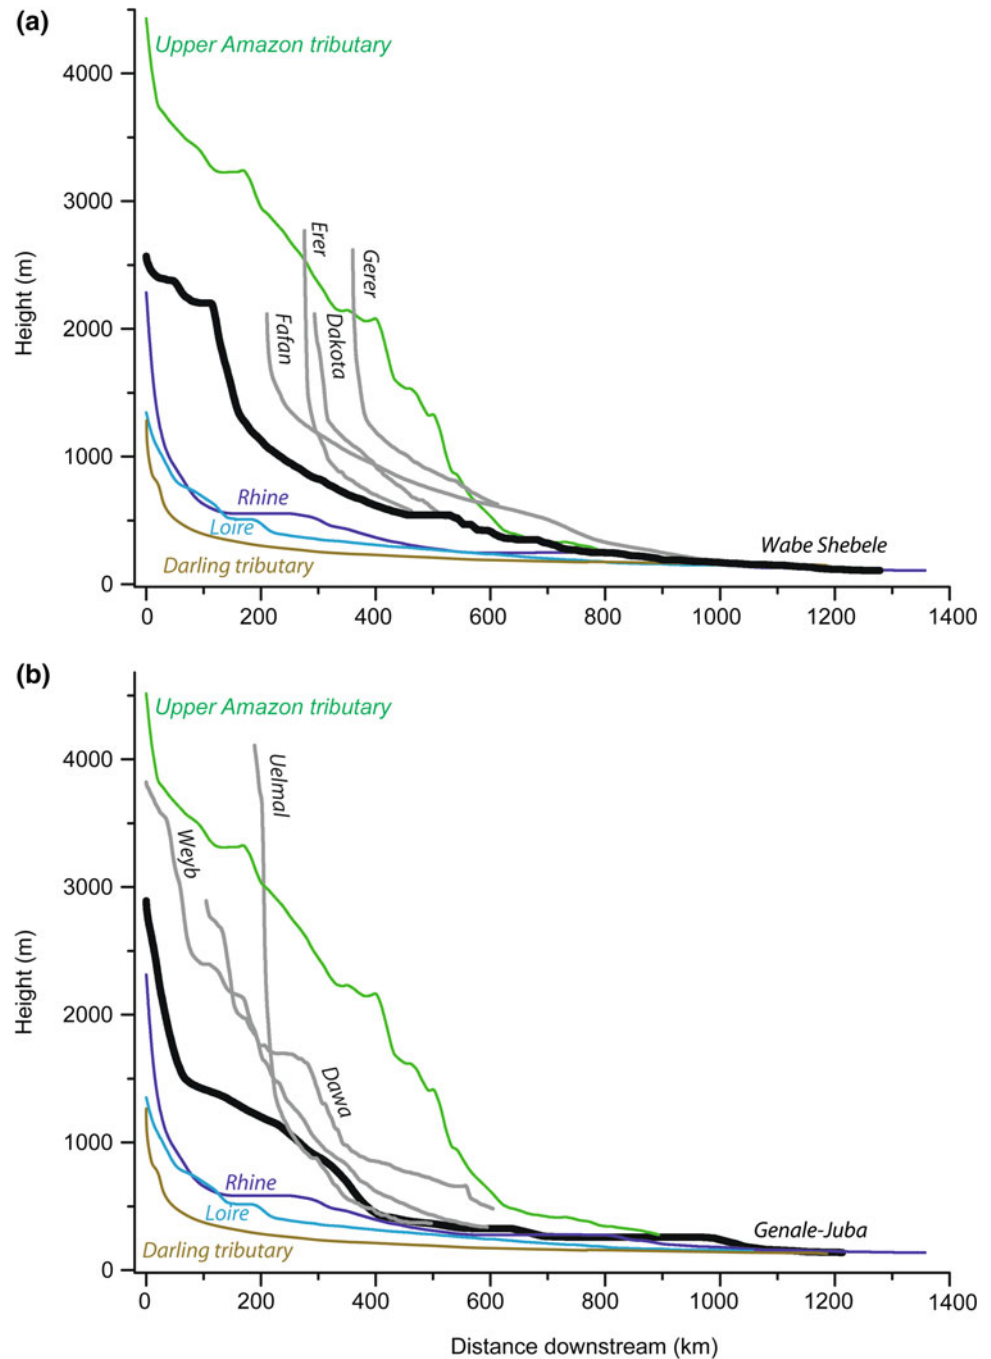 (a)
Upper Amazon tributary
4000
3000
2000
1000
0
Height (m)
Erer
Gerer
Fafan
Dakota
Rhine
Loire
Darling tributary
Wabe Shebele
0 200 400 600 800 1000 1200 1400
(b)
Upper Amazon tributary
4000
3000
2000
1000
0
Height (m)
Uelmal
Weyb
Dawa
Rhine
Loire
Darling tributary
Genale-Juba
0 200 400 600 800 1000 1200 1400
Distance downstream (km)